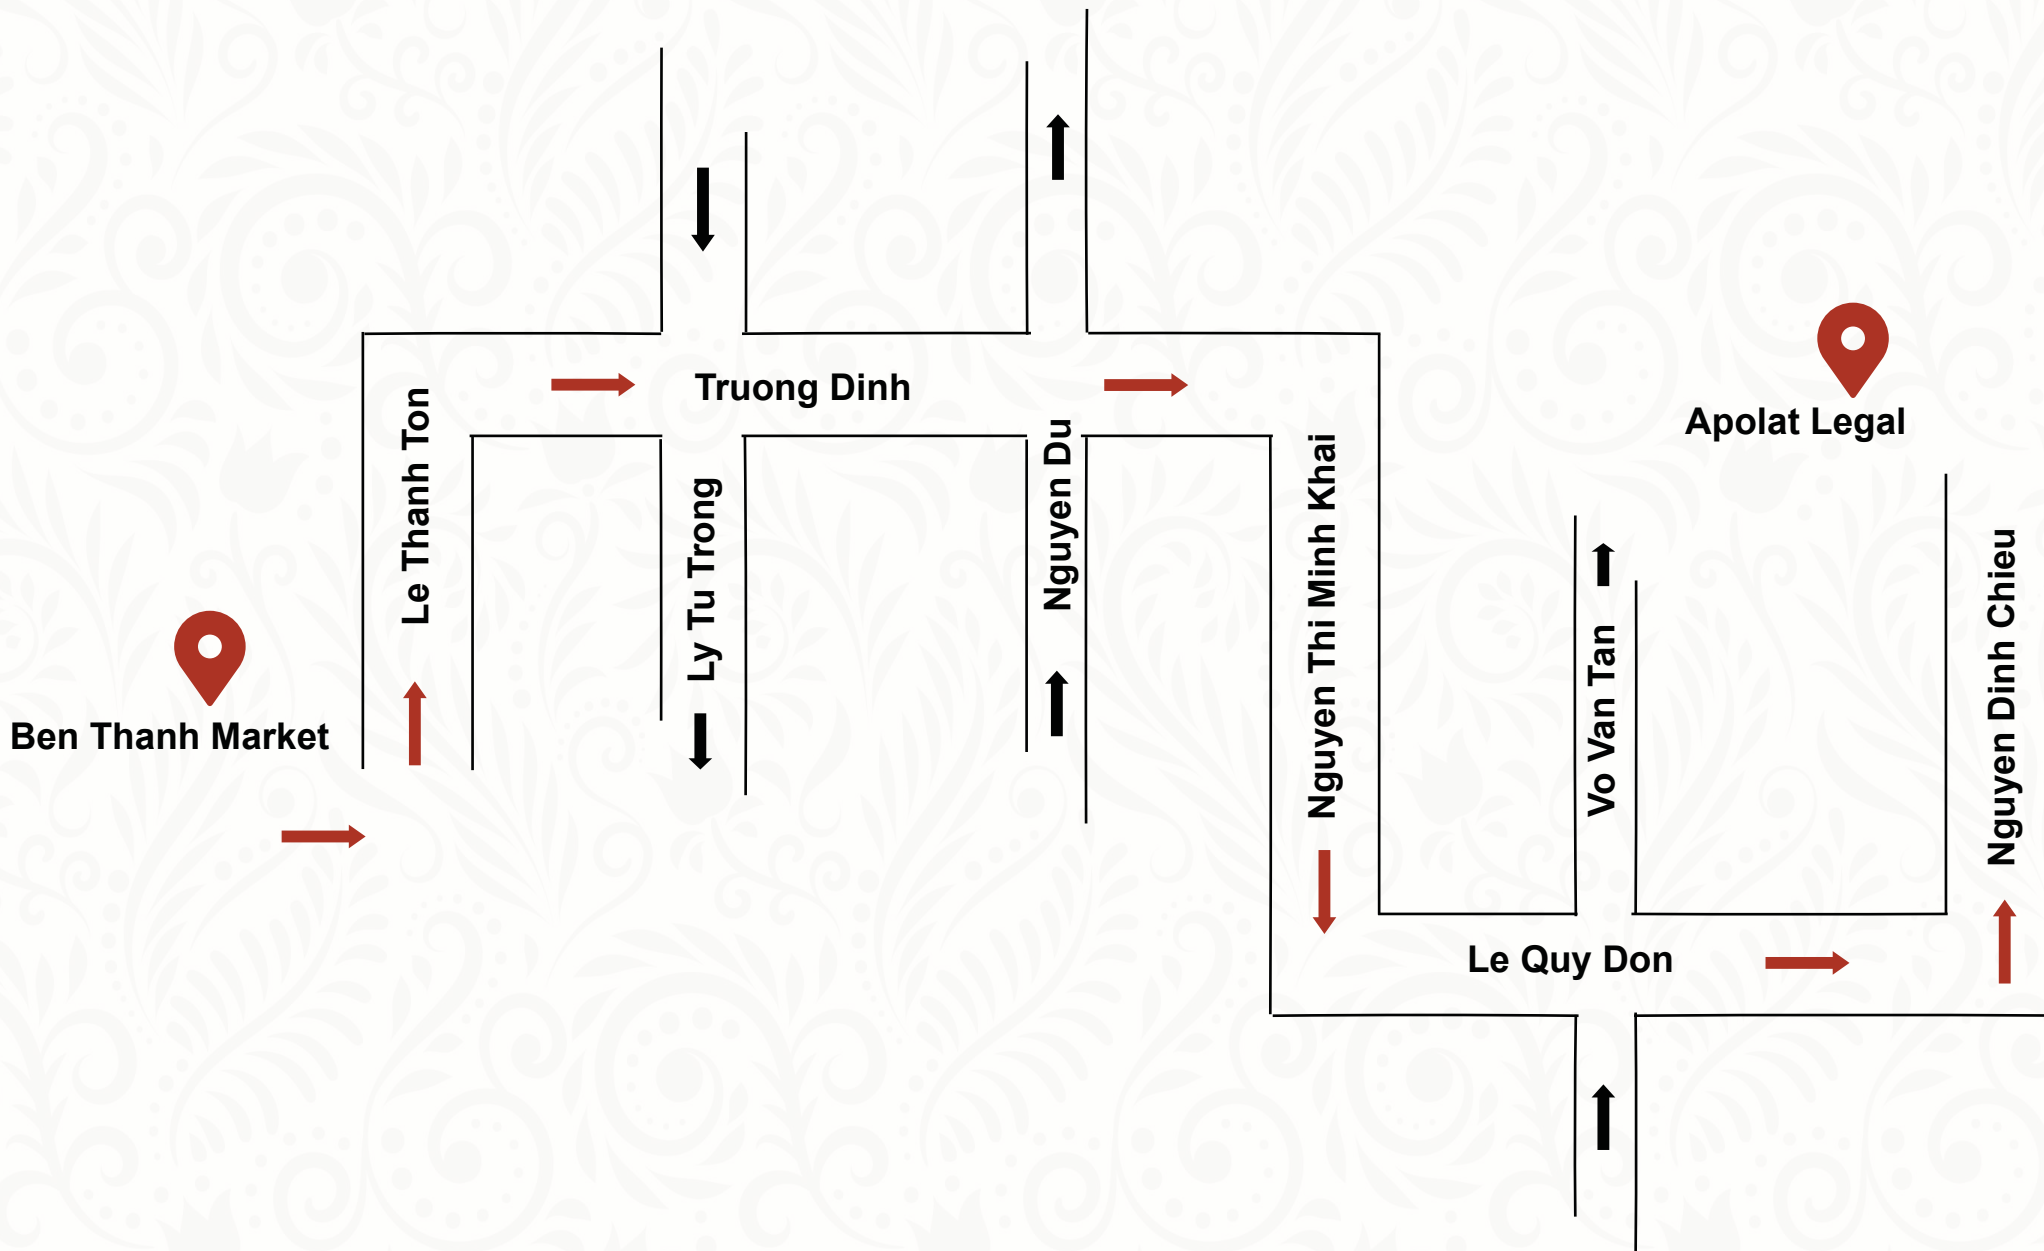 Truong Dinh
Le Thanh Ton
Ly Tu Trong
Nguyen Du
Nguyen Thi Minh Khai
Apolat Legal
Ben Thanh Market
Vo Van Tan
Nguyen Dinh Chieu
Le Quy Don